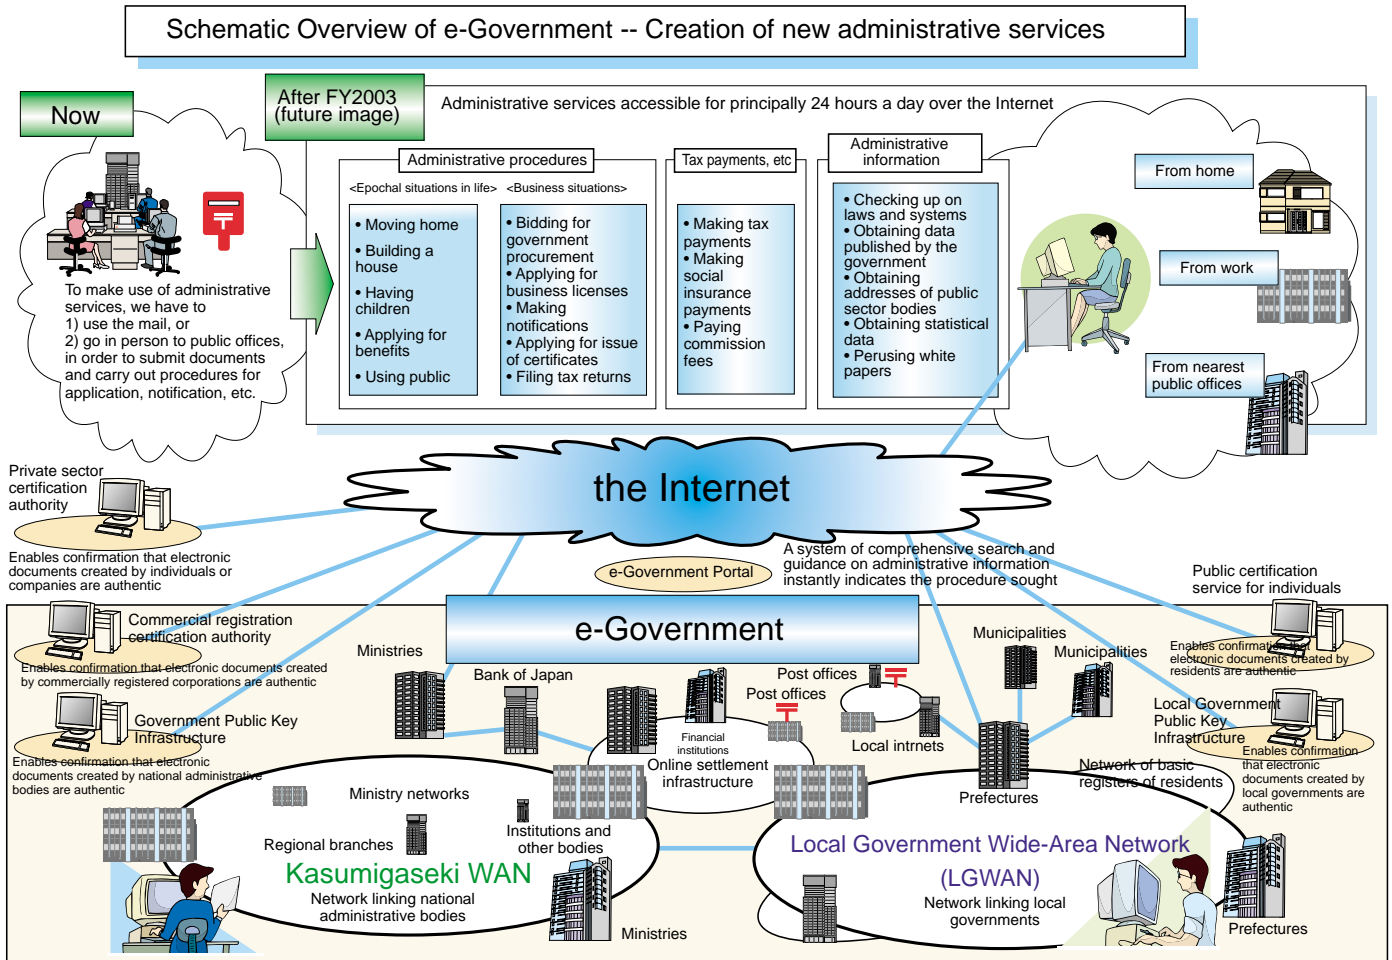 Schematic Overview of e-Government -- Creation of new administrative services
Now
To make use of administrative
services, we have to
1) use the mail, or
2) go in person to public offices,
in order to submit documents
and carry out procedures for
application, notification, etc.
After FY2003
(future image)
Administrative services accessible for principally 24 hours a day over the Internet
Administrative procedures
<Epochal situations in life>
<Business situations>
• Moving home
• Building a
house
• Having
children
• Applying for
benefits
• Using public
• Bidding for
government
procurement
• Applying for
business licenses
• Making
notifications
• Applying for issue
of certificates
• Filing tax returns
Tax payments, etc
• Making tax
payments
• Making
social
insurance
payments
• Paying
commission
fees
Administrative
information
• Checking up on
laws and systems
• Obtaining data
published by the
government
• Obtaining
addresses of public
sector bodies
• Obtaining statistical
data
• Perusing white
papers
From home
From work
From nearest
public offices
the Internet
Private sector
certification
authority
Enables confirmation that electronic
documents created by individuals or
companies are authentic
e-Government Portal
A system of comprehensive search and
guidance on administrative information
instantly indicates the procedure sought
Public certification
service for individuals
Enables confirmation that
electronic documents created by
residents are authentic
e-Government
Commercial registration
certification authority
Enables confirmation that electronic documents created
by commercially registered corporations are authentic
Government Public Key
Infrastructure
Enables confirmation that electronic
documents created by national administrative
bodies are authentic
Ministries
Bank of Japan
Post offices
Post offices
Financial
institutions
Online settlement
infrastructure
Local intrnets
Municipalities
Municipalities
Prefectures
Local Government
Public Key
Infrastructure
Enables confirmation
that electronic
documents created by
local governments are
authentic
Network of basic
registers of residents
Ministry networks
Regional branches
Institutions and
other bodies
Kasumigaseki WAN
Network linking national
administrative bodies
Ministries
Local Government Wide-Area Network
(LGWAN)
Network linking local
governments
Prefectures